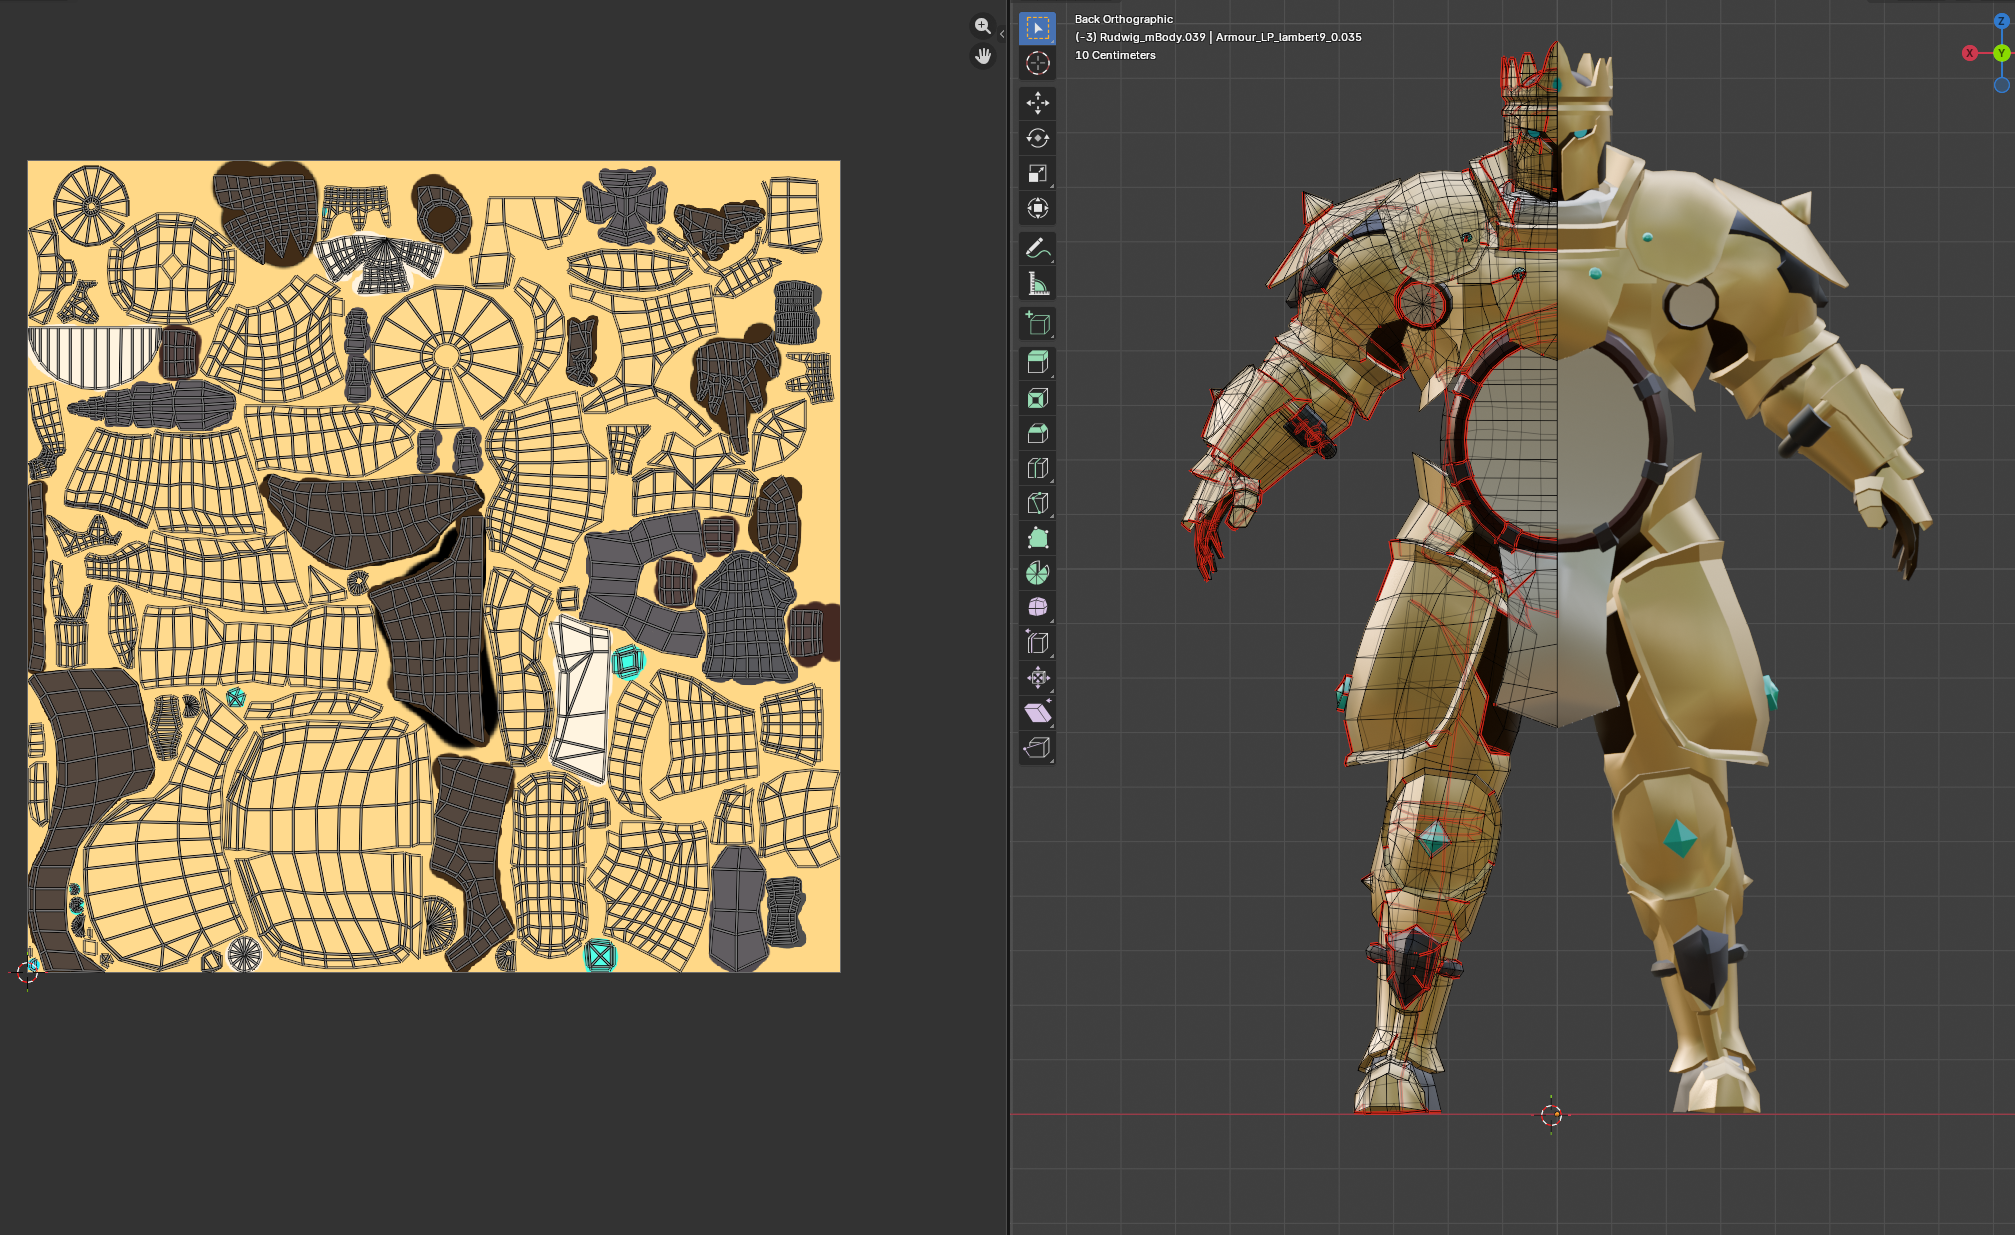 Back Orthographic
(-3) Rudwig_mBody.039 | Armour_LP_lambert9_0.035
10 Centimeters
Z
X
Y